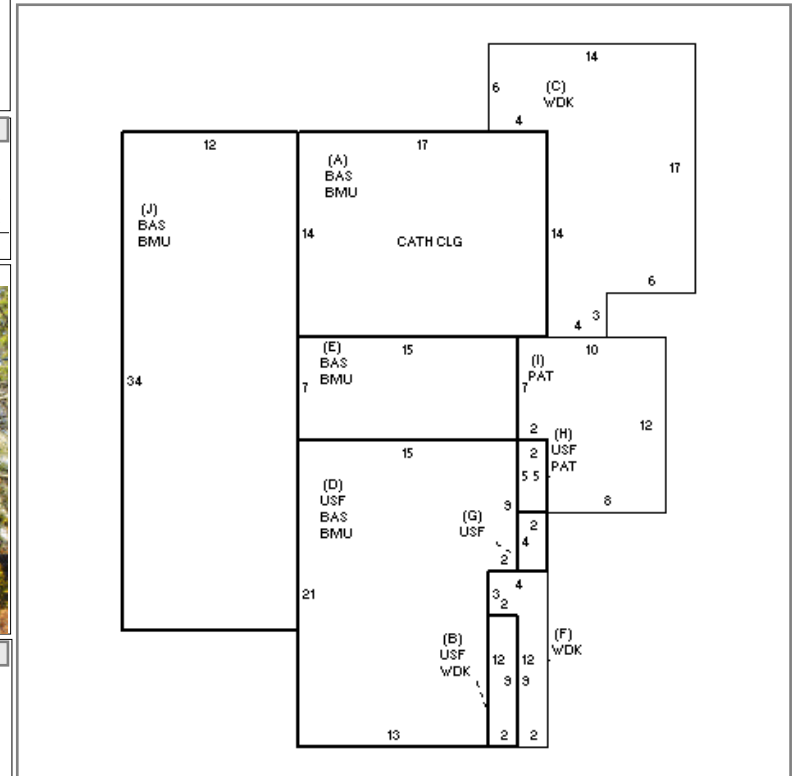 14
6
(C)
WDK
4
12
17
(A)
BAS
BMU
17
(J)
BAS
BMU
14
CATH CLG
14
6
3
4
(E)
BAS
BMU
15
10
(I)
PAT
34
7
7
12
2
(H)
USF
PAT
15
2
5 5
(D)
USF
BAS
BMU
9
8
(G)
USF
2
4
2
4
21
3
2
(B)
USF
WDK
(F)
WDK
12
12
9
9
13
2
2